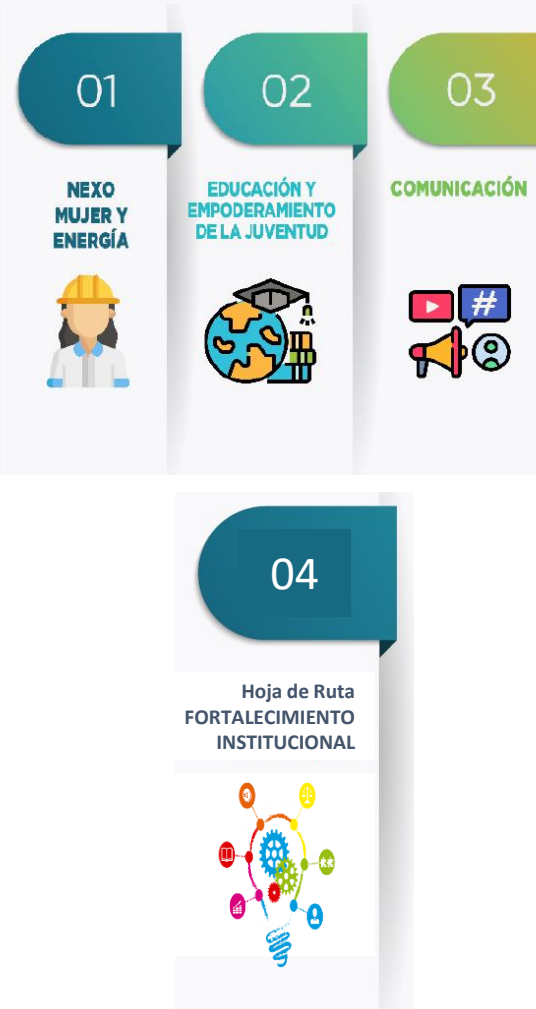 01
NEXO
MUJER Y
ENERGÍA
02
EDUCACIÓN Y
EMPODERAMIENTO
DE LA JUVENTUD
03
COMUNICACIÓN
#
04
Hoja de Ruta
FORTALECIMIENTO
INSTITUCIONAL